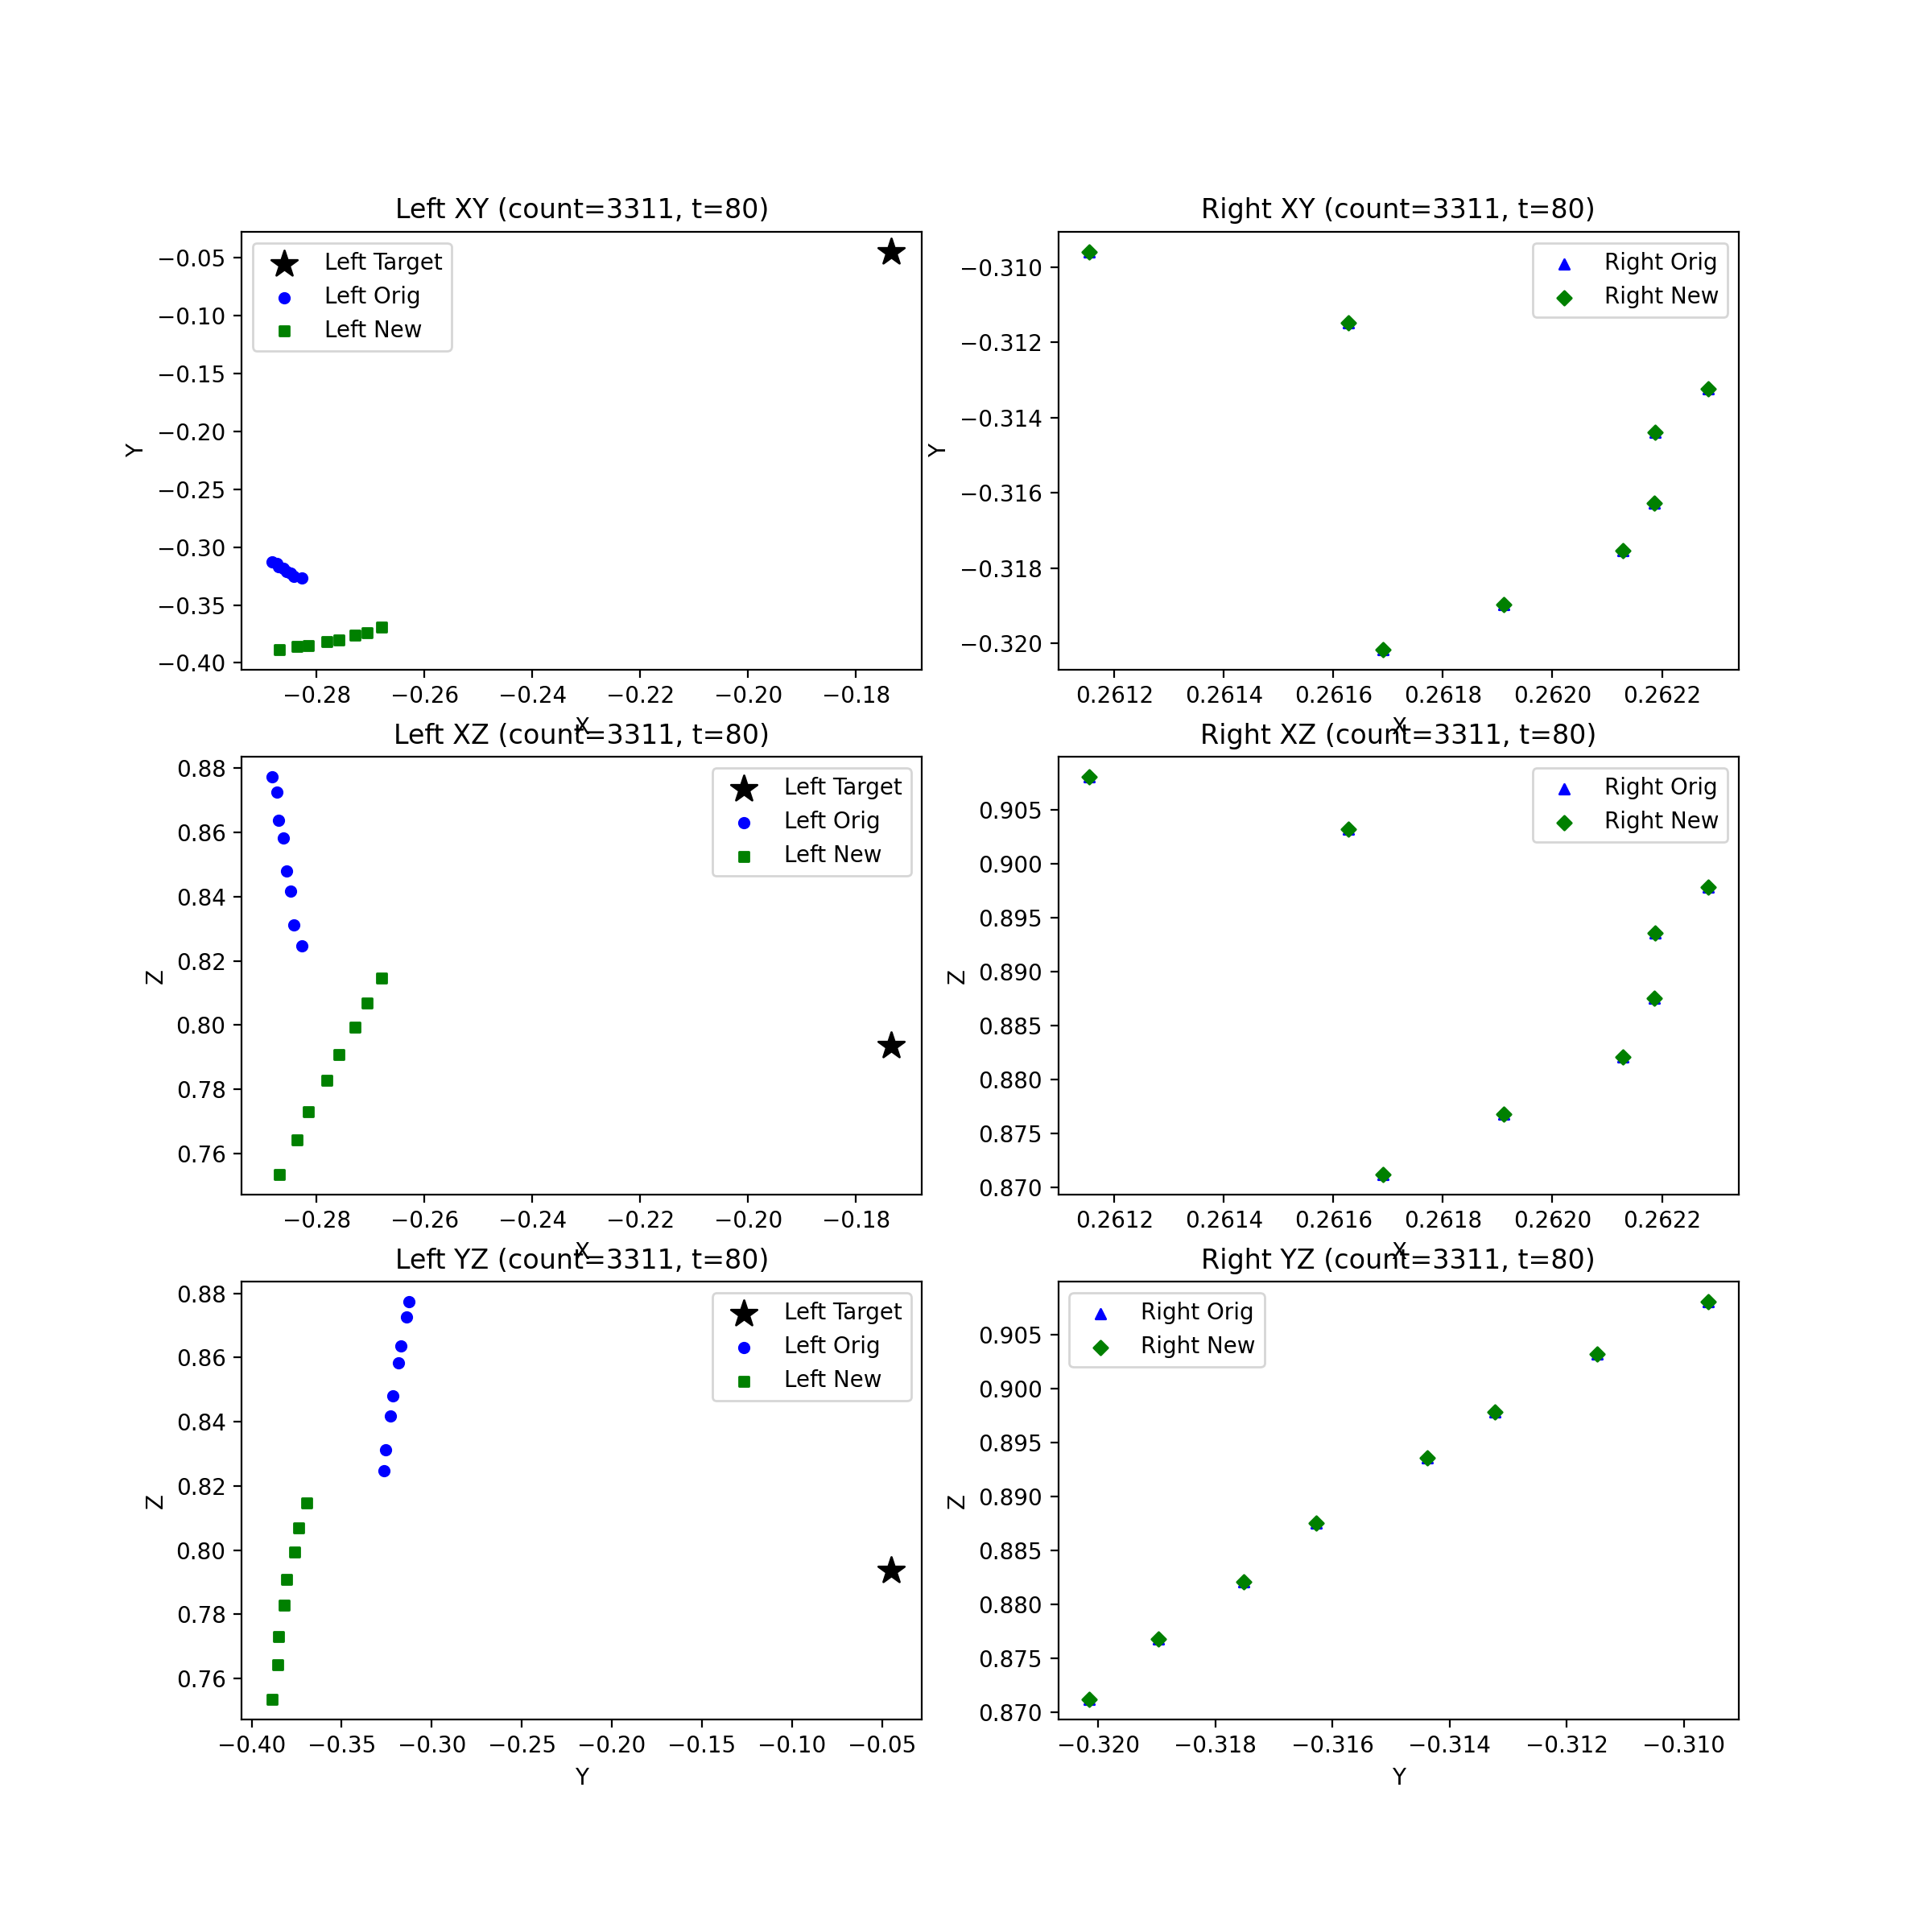 Left XY (count=3311, t=80)
Left Target
Left Orig
Left New
Y
−0.05
−0.10
−0.15
−0.20
−0.25
−0.30
−0.35
−0.40
−0.28
−0.26
−0.24
−0.22
−0.20
−0.18
X
Right XY (count=3311, t=80)
Right Orig
Right New
Y
−0.310
−0.312
−0.314
−0.316
−0.318
−0.320
0.2612
0.2614
0.2616
0.2618
0.2620
0.2622
X
Left XZ (count=3311, t=80)
Left Target
Left Orig
Left New
Z
0.88
0.86
0.84
0.82
0.80
0.78
0.76
−0.28
−0.26
−0.24
−0.22
−0.20
−0.18
X
Right XZ (count=3311, t=80)
Right Orig
Right New
Z
0.905
0.900
0.895
0.890
0.885
0.880
0.875
0.870
0.2612
0.2614
0.2616
0.2618
0.2620
0.2622
X
Left YZ (count=3311, t=80)
Left Target
Left Orig
Left New
Z
0.88
0.86
0.84
0.82
0.80
0.78
0.76
−0.40
−0.35
−0.30
−0.25
−0.20
−0.15
−0.10
−0.05
Y
Right YZ (count=3311, t=80)
Right Orig
Right New
Z
0.905
0.900
0.895
0.890
0.885
0.880
0.875
0.870
−0.320
−0.318
−0.316
−0.314
−0.312
−0.310
Y